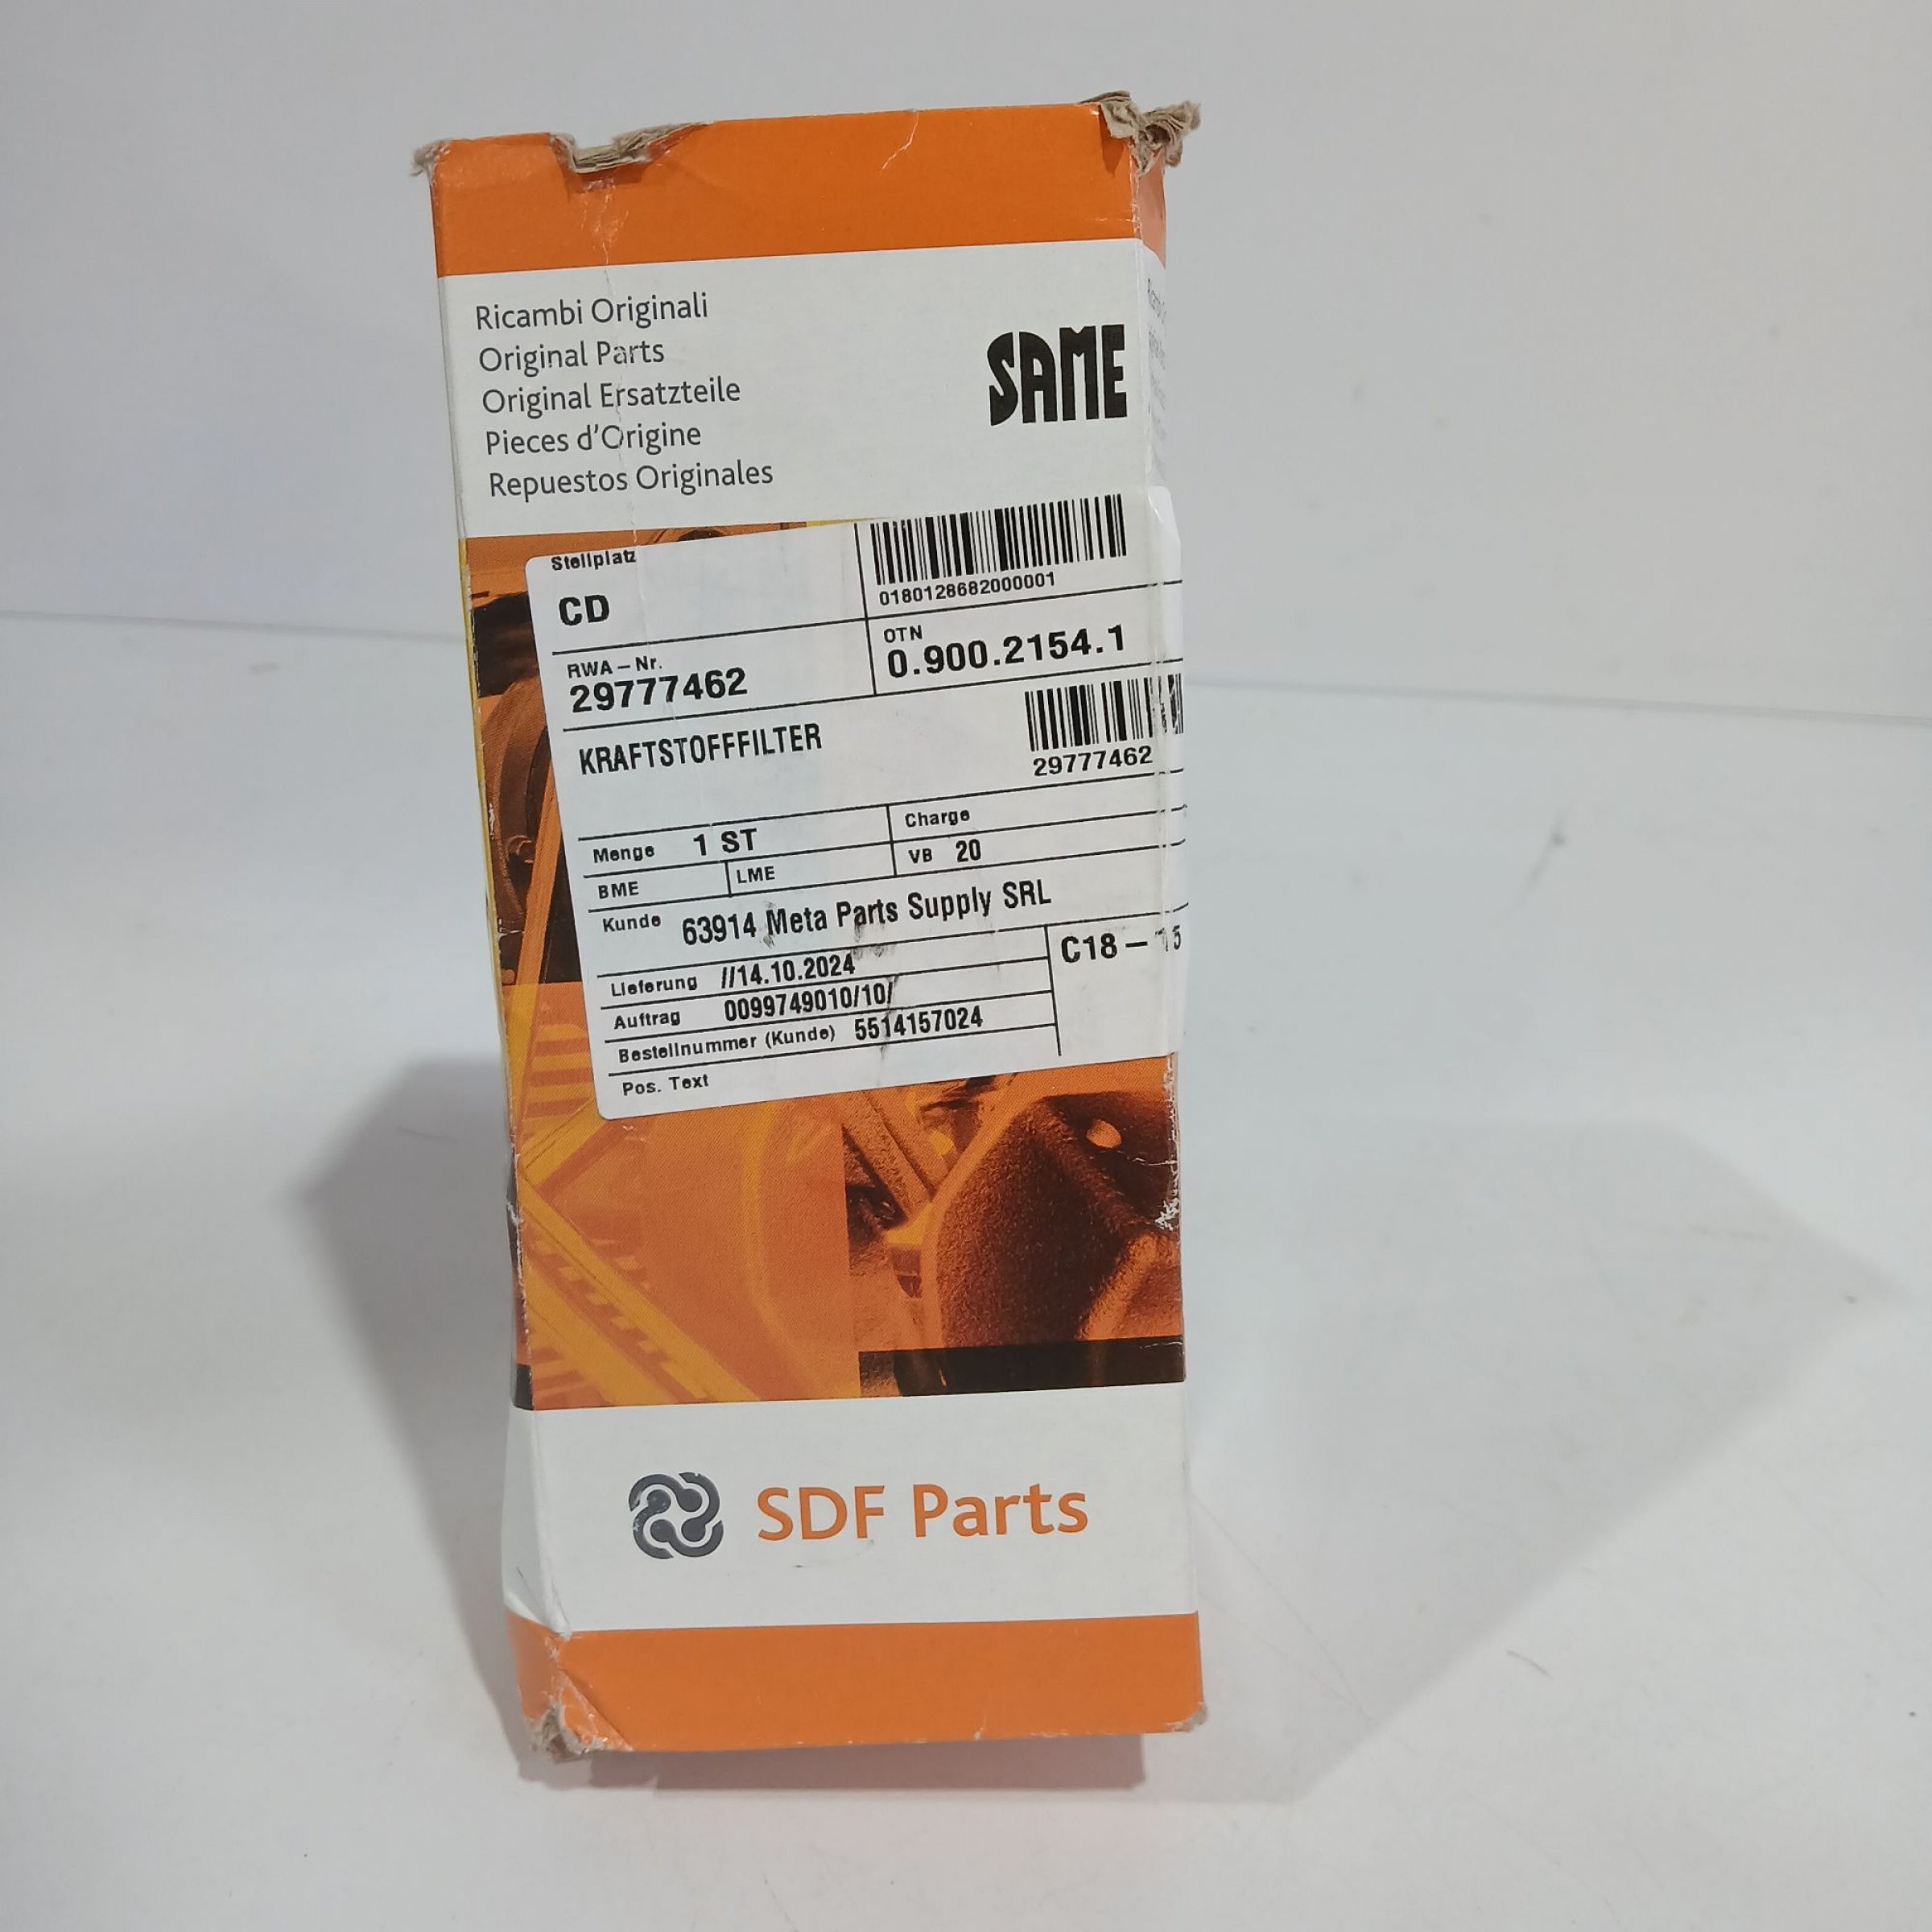 Ricambi Originali
Original Parts
Original Ersatzteile
Pieces d'Origine
Repuestos Originales
SAME
Stellplatz
CD
0180128682000001
RWA-Nr.
29777462
OTN
0.900.2154.1
KRAFTSTOFFFILTER
29777462
Menge 1 ST
Charge
BME
LME
VB 20
Kunde 63914 Meta Parts Supply SRL
Lieferung //14.10.2024
C18-
Auftrag 0099749010/10/
Bestellnummer (Kunde) 5514157024
Pos. Text
SDF Parts